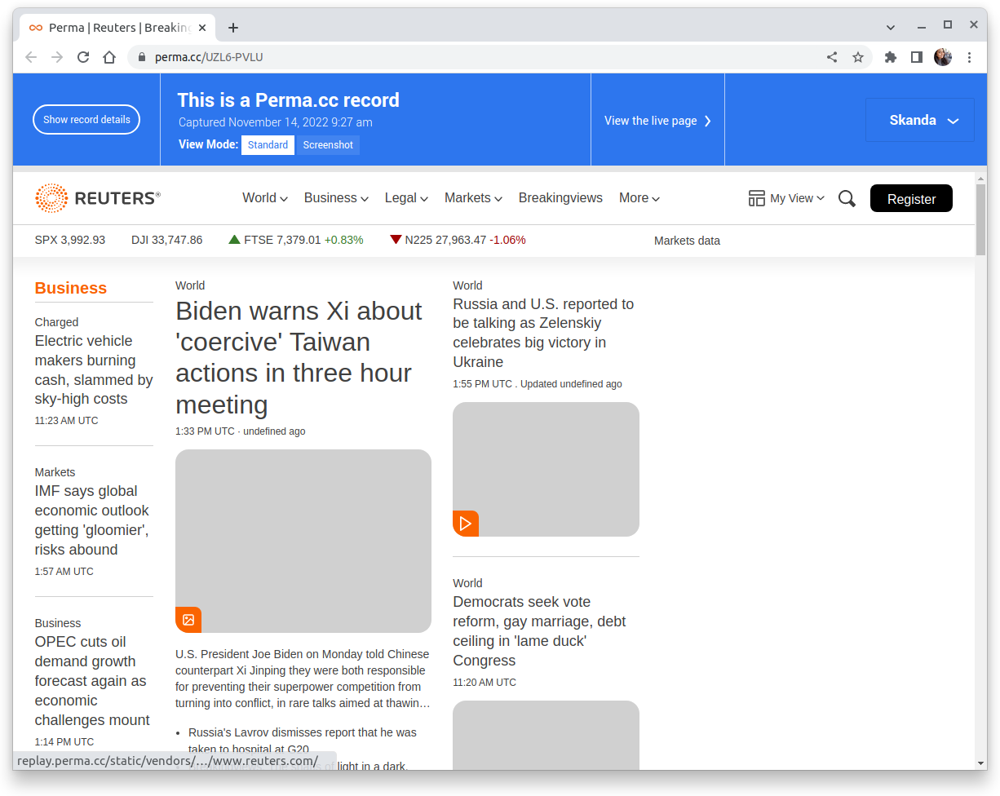 Perma | Reuters | Breaking
perma.cc/UZL6-PVLU
Show record details
This is a Perma.cc record
Captured November 14, 2022 9:27 am
View Mode: Standard Screenshot
View the live page
Skanda
REUTERS®
World Business Legal Markets Breakingviews More
My View
Register
SPX 3,992.93 DJI 33,747.86 FTSE 7,379.01 +0.83% N225 27,963.47 -1.06% Markets data
Business
Charged
Electric vehicle
makers burning
cash, slammed by
sky-high costs
11:23 AM UTC
Markets
IMF says global
economic outlook
getting 'gloomier',
risks abound
1:57 AM UTC
Business
OPEC cuts oil
demand growth
forecast again as
economic
challenges mount
1:14 PM UTC
World
Biden warns Xi about
'coercive' Taiwan
actions in three hour
meeting
1:33 PM UTC · undefined ago
U.S. President Joe Biden on Monday told Chinese
counterpart Xi Jinping they were both responsible
for preventing their superpower competition from
turning into conflict, in rare talks aimed at thawin…
• Russia's Lavrov dismisses report that he was
taken to hospital at G20
light in a dark,
World
Russia and U.S. reported to
be talking as Zelenskiy
celebrates big victory in
Ukraine
1:55 PM UTC . Updated undefined ago
World
Democrats seek vote
reform, gay marriage, debt
ceiling in 'lame duck'
Congress
11:20 AM UTC
replay.perma.cc/static/vendors/…/www.reuters.com/